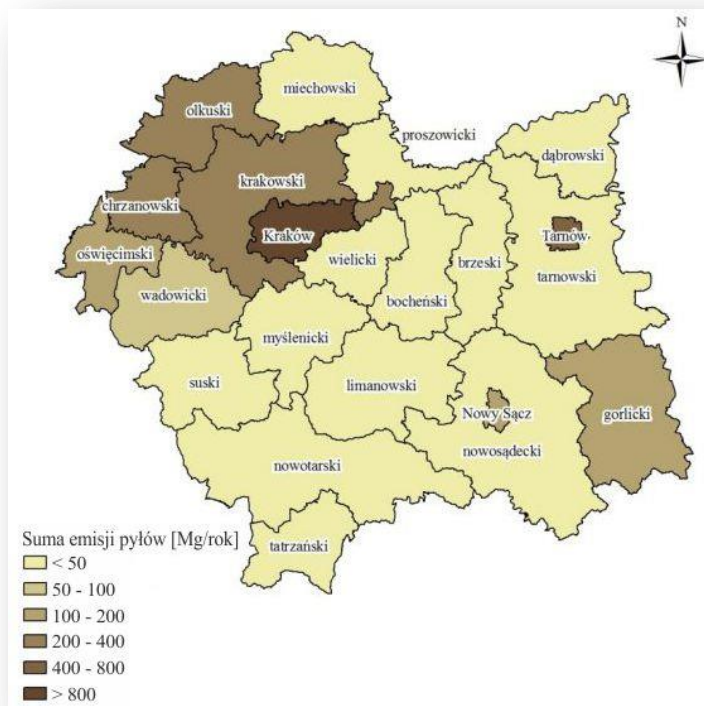 N
miechowski
olkuski
proszowicki
dąbrowski
krakowski
chrzanowski
Kraków
Tarnów
oświęcimski
wielicki
brzeski
tarnowski
wadowicki
bocheński
myślenicki
suski
limanowski
Nowy Sącz
gorlicki
nowosądecki
nowotarski
tatrzański
Suma emisji pyłów [Mg/rok]
< 50
50 - 100
100 - 200
200 - 400
400 - 800
> 800